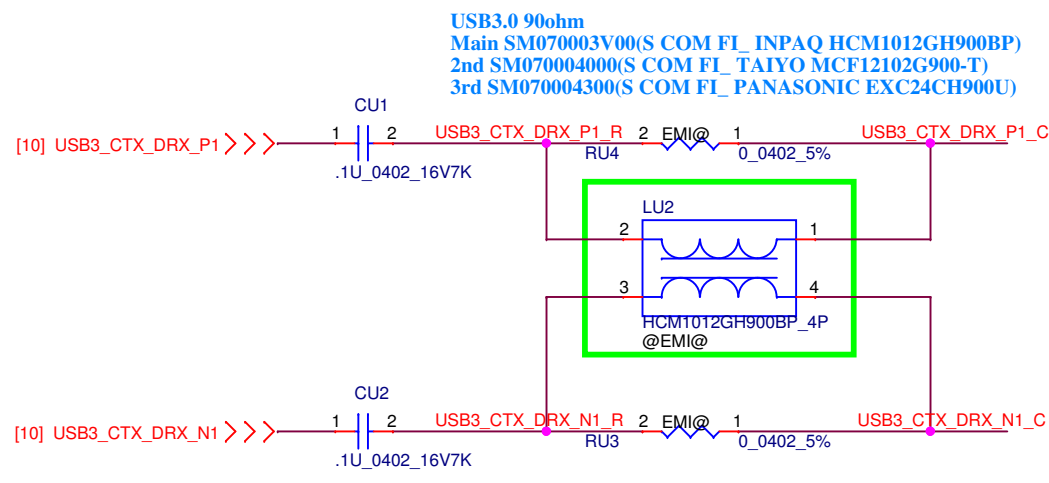 USB3.0 90ohm
Main SM070003V00(S COM FI_ INPAQ HCM1012GH900BP)
2nd SM070004000(S COM FI_ TAIYO MCF12102G900-T)
3rd SM070004300(S COM FI_ PANASONIC EXC24CH900U)
CU1
[10] USB3_CTX_DRX_P1
1 2
USB3_CTX_DRX_P1_R
2 EMI@ 1
USB3_CTX_DRX_P1_C
.1U_0402_16V7K
RU4
0_0402_5%
LU2
2 1
3 4
HCM1012GH900BP_4P
@EMI@
CU2
[10] USB3_CTX_DRX_N1
1 2
USB3_CTX_DRX_N1_R
2 EMI@ 1
USB3_CTX_DRX_N1_C
.1U_0402_16V7K
RU3
0_0402_5%